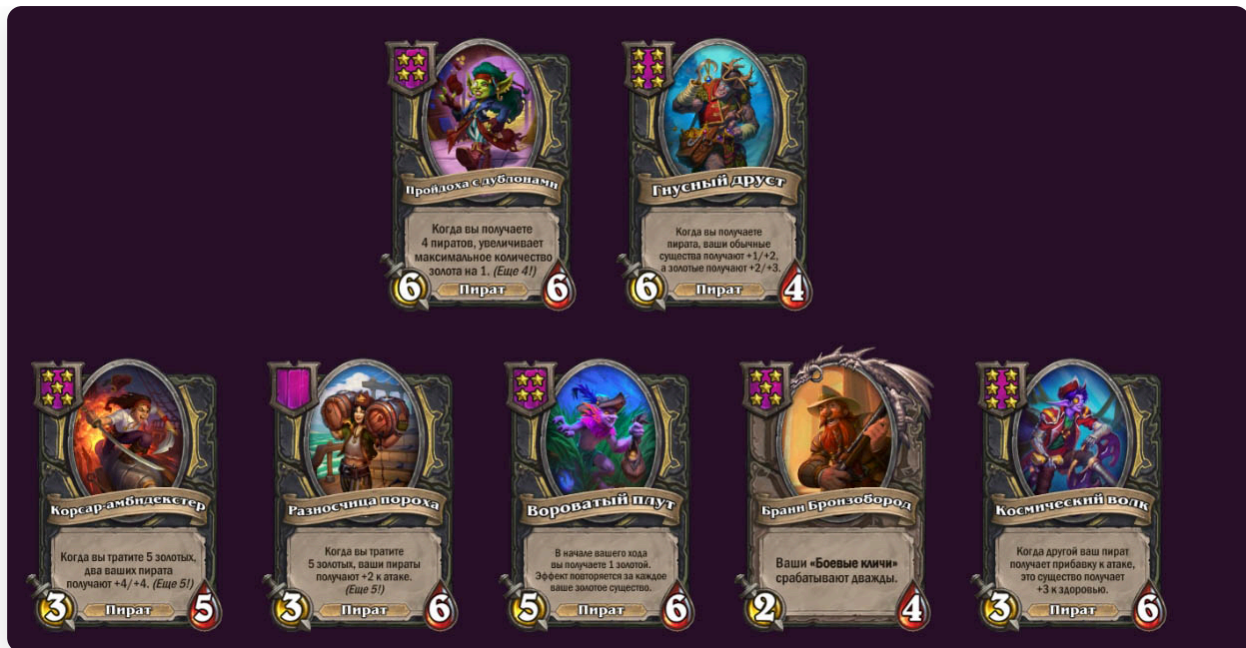 Пройдоха с дублонами
Когда вы получаете
4 пиратов, увеличивает
максимальное количество
золота на 1. (Еще 4!)
6
Пират
6
Гнусный друст
Когда вы получаете
пирата, ваши обычные
существа получают +1/+2,
а золотые получают +2/+3.
6
Пират
4
Корсар-амбидекстер
Когда вы тратите 5 золотых,
два ваших пирата
получают +4/+4. (Еще 5!)
3
Пират
5
Разносчица пороха
Когда вы тратите
5 золотых, ваши пираты
получают +2 к атаке.
(Еще 5!)
3
Пират
6
Вороватый плут
В начале вашего хода
вы получаете 1 золотой.
Эффект повторяется за каждое
ваше золотое существо.
5
Пират
6
Бранн Бронзобород
Ваши «Боевые кличи»
срабатывают дважды.
2
4
Космический волк
Когда другой ваш пират
получает прибавку к атаке,
это существо получает
+3 к здоровью.
3
Пират
6